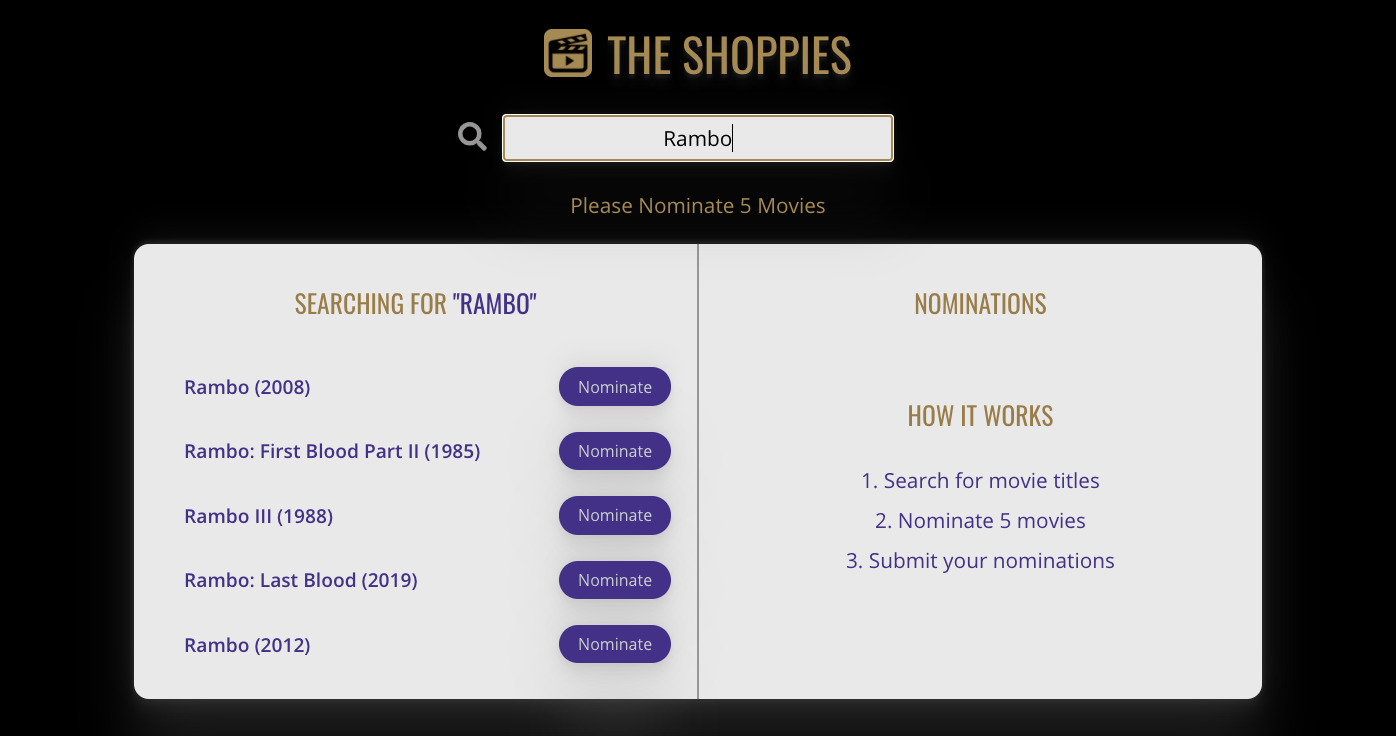 THE SHOPPIES
Rambo
Please Nominate 5 Movies
SEARCHING FOR "RAMBO"
Rambo (2008)
Nominate
Rambo: First Blood Part II (1985)
Nominate
Rambo III (1988)
Nominate
Rambo: Last Blood (2019)
Nominate
Rambo (2012)
Nominate
NOMINATIONS
HOW IT WORKS
1. Search for movie titles
2. Nominate 5 movies
3. Submit your nominations